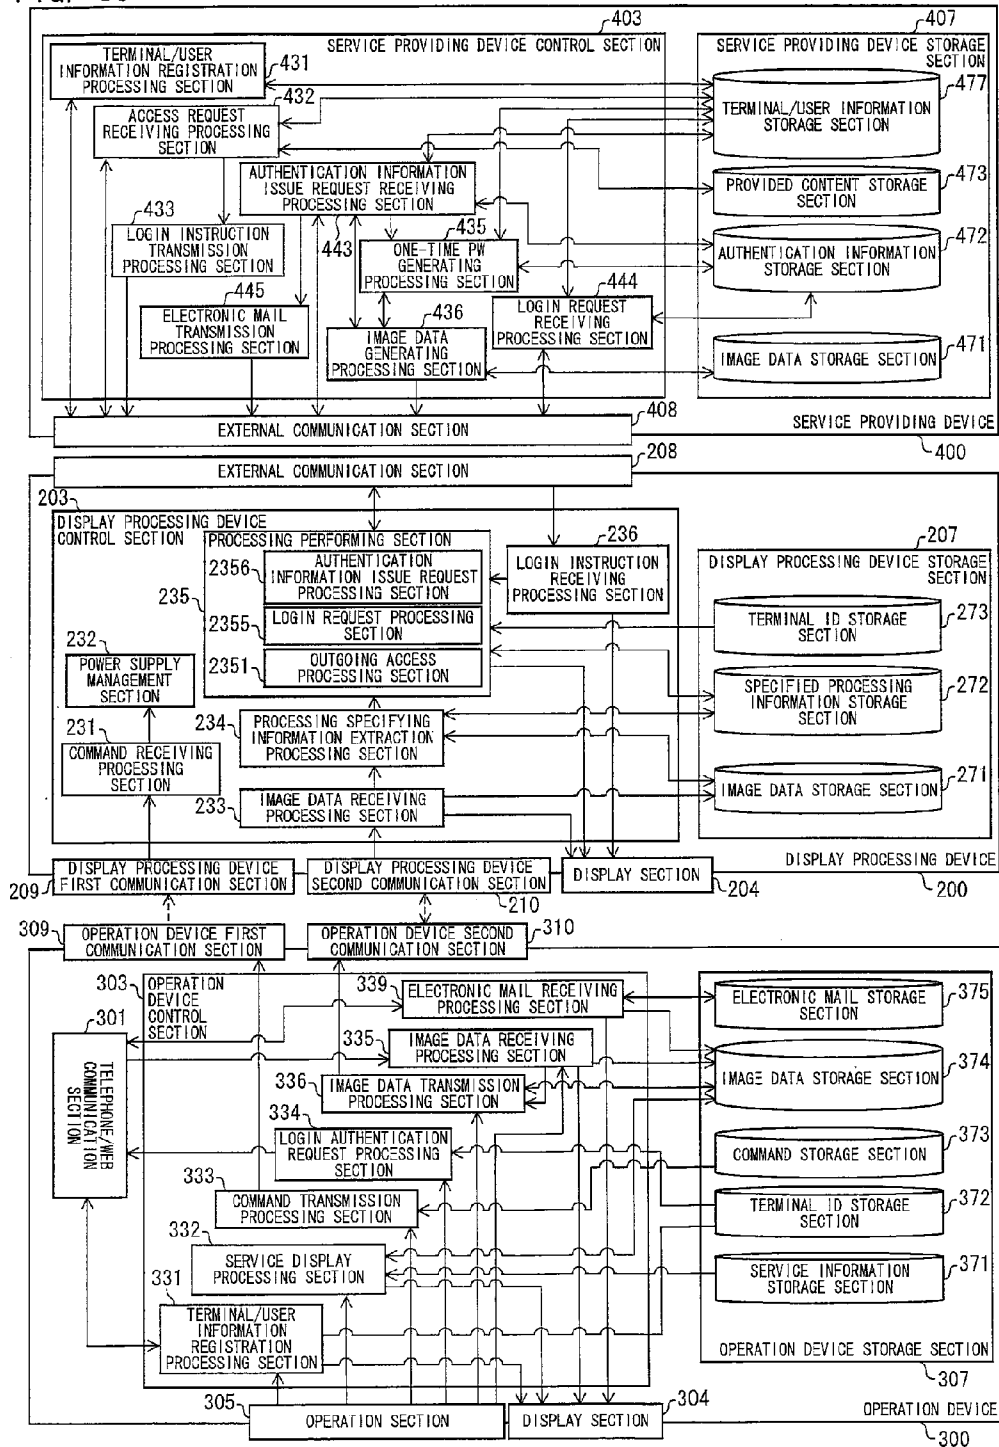 403
407
SERVICE PROVIDING DEVICE CONTROL SECTION
SERVICE PROVIDING DEVICE STORAGE
SECTION
TERMINAL/USER
INFORMATION REGISTRATION
PROCESSING SECTION
431
477
TERMINAL/USER INFORMATION
STORAGE SECTION
432
ACCESS REQUEST
RECEIVING PROCESSING
SECTION
AUTHENTICATION INFORMATION
ISSUE REQUEST RECEIVING
PROCESSING SECTION
473
PROVIDED CONTENT STORAGE
SECTION
433
LOGIN INSTRUCTION
TRANSMISSION
PROCESSING SECTION
443
435
ONE-TIME PW
GENERATING
PROCESSING SECTION
472
AUTHENTICATION INFORMATION
STORAGE SECTION
445
ELECTRONIC MAIL
TRANSMISSION
PROCESSING SECTION
436
IMAGE DATA
GENERATING
PROCESSING SECTION
444
LOGIN REQUEST
RECEIVING
PROCESSING SECTION
471
IMAGE DATA STORAGE SECTION
408
EXTERNAL COMMUNICATION SECTION
SERVICE PROVIDING DEVICE
400
208
EXTERNAL COMMUNICATION SECTION
203
DISPLAY PROCESSING DEVICE
CONTROL SECTION
PROCESSING PERFORMING SECTION
236
207
2356
AUTHENTICATION
INFORMATION ISSUE REQUEST
PROCESSING SECTION
LOGIN INSTRUCTION
RECEIVING
PROCESSING SECTION
DISPLAY PROCESSING DEVICE STORAGE
SECTION
235
2355
LOGIN REQUEST PROCESSING
SECTION
TERMINAL ID STORAGE
SECTION
273
232
POWER SUPPLY
MANAGEMENT
SECTION
2351
OUTGOING ACCESS
PROCESSING SECTION
SPECIFIED PROCESSING
INFORMATION STORAGE
SECTION
272
231
COMMAND RECEIVING
PROCESSING
SECTION
234
PROCESSING SPECIFYING
INFORMATION EXTRACTION
PROCESSING SECTION
271
IMAGE DATA STORAGE SECTION
233
IMAGE DATA RECEIVING
PROCESSING SECTION
DISPLAY PROCESSING DEVICE
209
DISPLAY PROCESSING DEVICE
FIRST COMMUNICATION SECTION
DISPLAY PROCESSING DEVICE
SECOND COMMUNICATION SECTION
210
DISPLAY SECTION
204
200
309
OPERATION DEVICE FIRST
COMMUNICATION SECTION
OPERATION DEVICE SECOND
COMMUNICATION SECTION
310
303
OPERATION
DEVICE
CONTROL
SECTION
339
ELECTRONIC MAIL RECEIVING
PROCESSING SECTION
ELECTRONIC MAIL STORAGE
SECTION
375
301
TELEPHONE/WEB
COMMUNICATION
SECTION
335
IMAGE DATA RECEIVING
PROCESSING SECTION
374
IMAGE DATA STORAGE SECTION
336
IMAGE DATA TRANSMISSION
PROCESSING SECTION
334
LOGIN AUTHENTICATION
REQUEST PROCESSING
SECTION
373
COMMAND STORAGE SECTION
333
COMMAND TRANSMISSION
PROCESSING SECTION
TERMINAL ID STORAGE
SECTION
372
332
SERVICE DISPLAY
PROCESSING SECTION
SERVICE INFORMATION
STORAGE SECTION
371
331
TERMINAL/USER
INFORMATION
REGISTRATION
PROCESSING SECTION
OPERATION DEVICE STORAGE SECTION
307
305
OPERATION SECTION
DISPLAY SECTION
304
OPERATION DEVICE
300